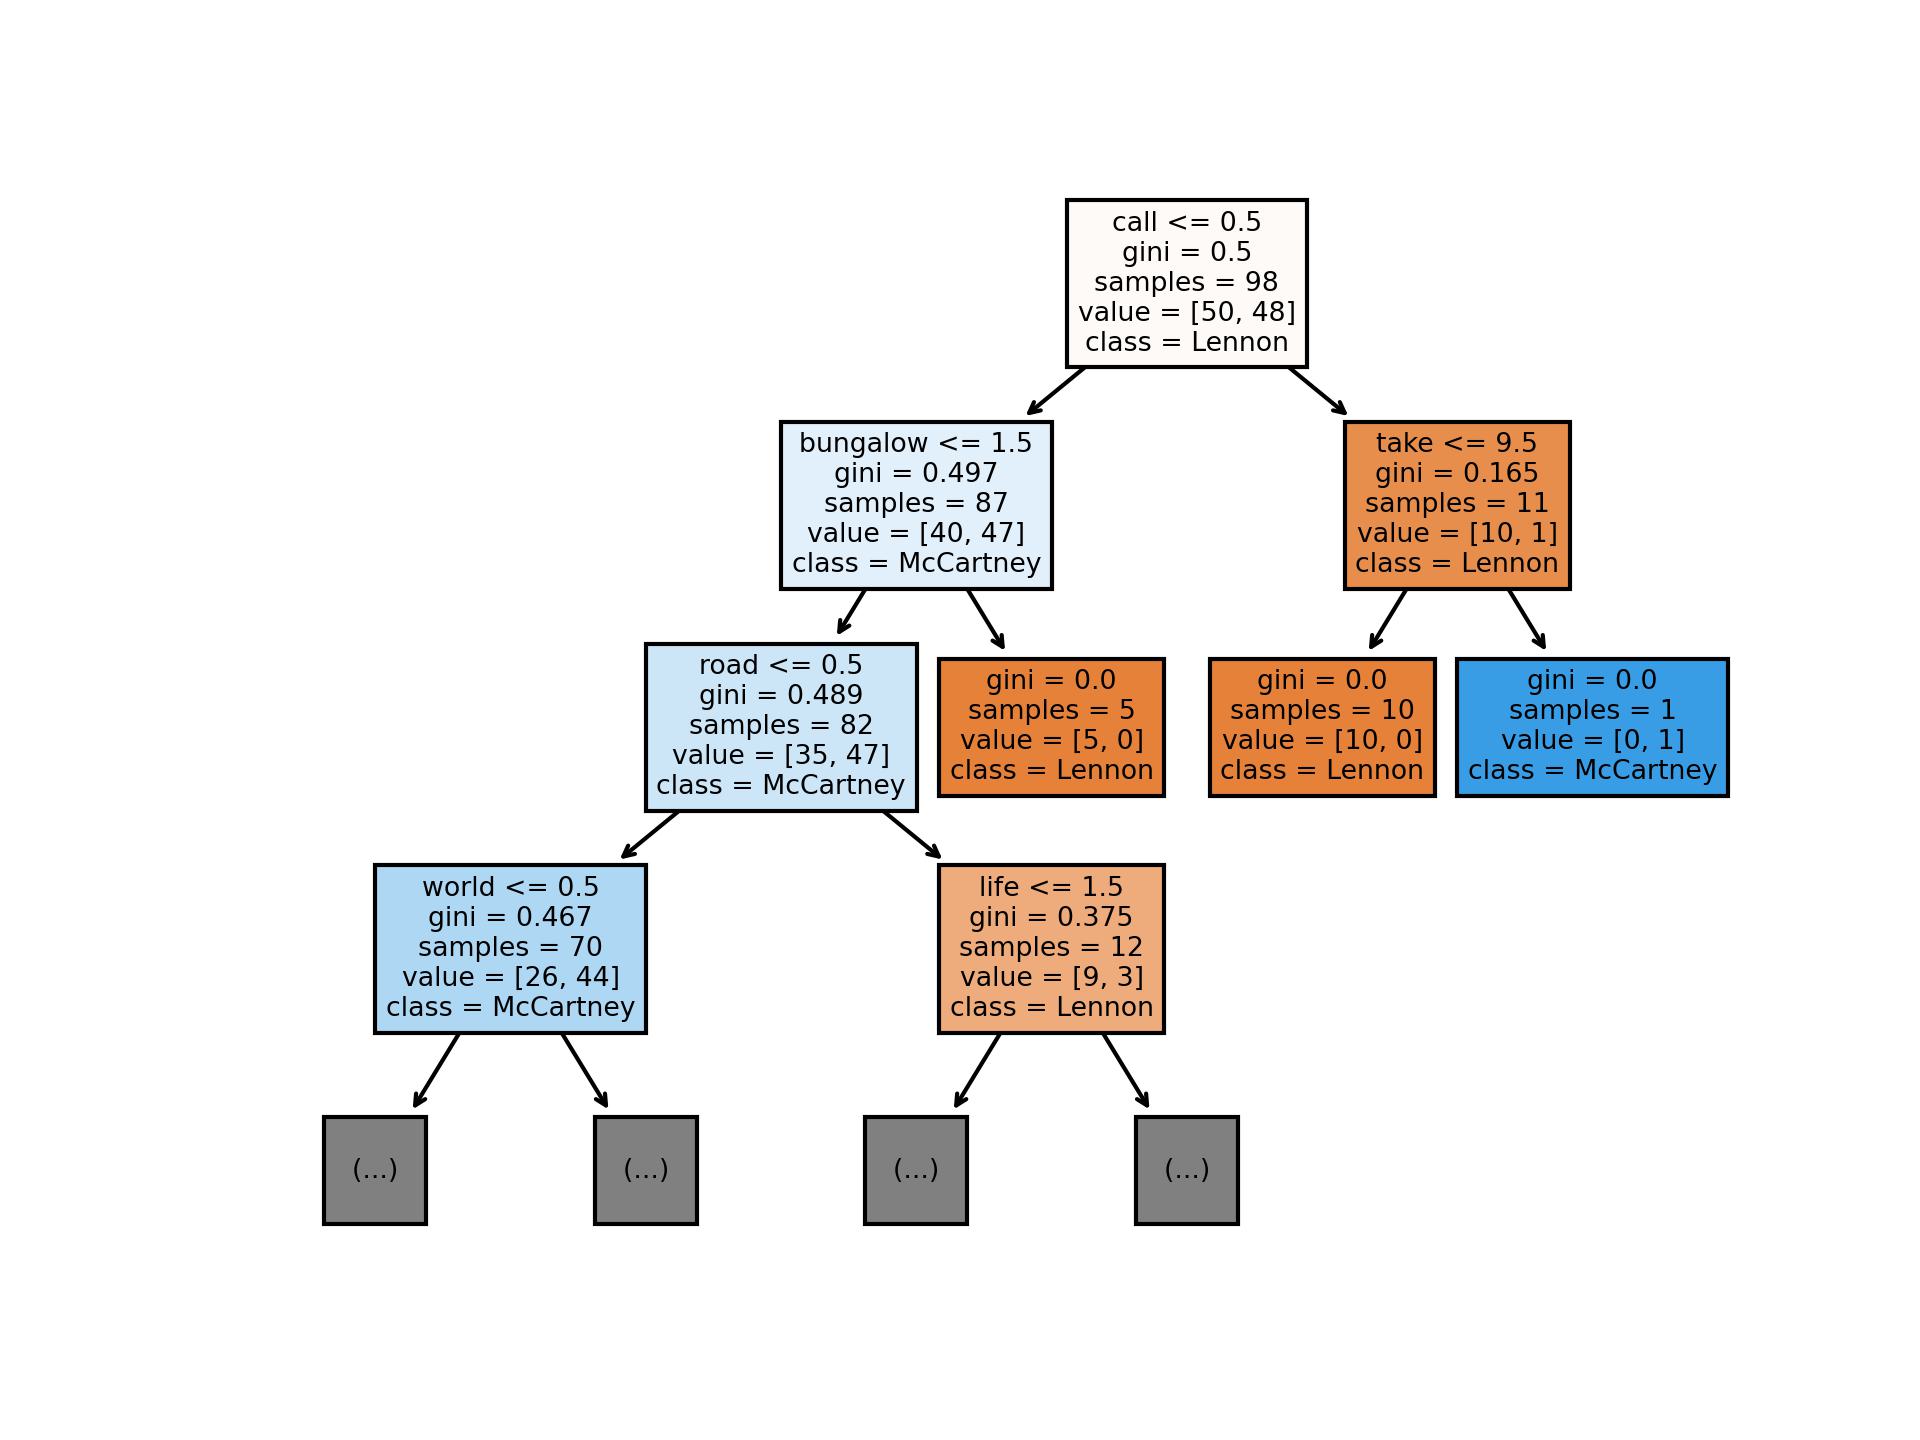 call <= 0.5
gini = 0.5
samples = 98
value = [50, 48]
class = Lennon
bungalow <= 1.5
gini = 0.497
samples = 87
value = [40, 47]
class = McCartney
take <= 9.5
gini = 0.165
samples = 11
value = [10, 1]
class = Lennon
road <= 0.5
gini = 0.489
samples = 82
value = [35, 47]
class = McCartney
gini = 0.0
samples = 5
value = [5, 0]
class = Lennon
gini = 0.0
samples = 10
value = [10, 0]
class = Lennon
gini = 0.0
samples = 1
value = [0, 1]
class = McCartney
world <= 0.5
gini = 0.467
samples = 70
value = [26, 44]
class = McCartney
life <= 1.5
gini = 0.375
samples = 12
value = [9, 3]
class = Lennon
(...)
(...)
(...)
(...)